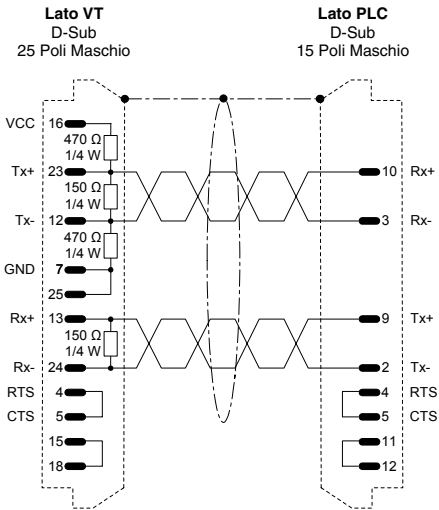 Lato VT
D-Sub
25 Poli Maschio
Lato PLC
D-Sub
15 Poli Maschio
VCC 16
470 Ω
1/4 W
Tx+ 23
10 Rx+
150 Ω
1/4 W
Tx- 12
3 Rx-
470 Ω
1/4 W
GND 7
25
Rx+ 13
9 Tx+
150 Ω
1/4 W
Rx- 24
2 Tx-
RTS 4
4 RTS
CTS 5
5 CTS
15
11
18
12